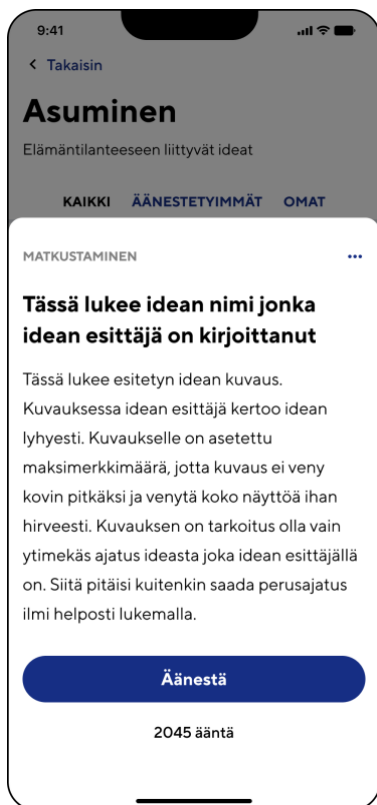 9:41
Takaisin
Asuminen
Elämäntilanteeseen liittyvät ideat
KAIKKI ÄÄNESTETYIMMÄT OMAT
MATKUSTAMINEN
Tässä lukee idean nimi jonka
idean esittäjä on kirjoittanut
Tässä lukee esitetyn idean kuvaus.
Kuvauksessa idean esittäjä kertoo idean
lyhyesti. Kuvaukselle on asetettu
maksimerkkimäärä, jotta kuvaus ei veny
kovin pitkäksi ja venytä koko näyttöä ihan
hirveesti. Kuvauksen on tarkoitus olla vain
ytimekäs ajatus ideasta joka idean esittäjällä
on. Siitä pitäisi kuitenkin saada perusajatus
ilmi helposti lukemalla.
Äänestä
2045 ääntä